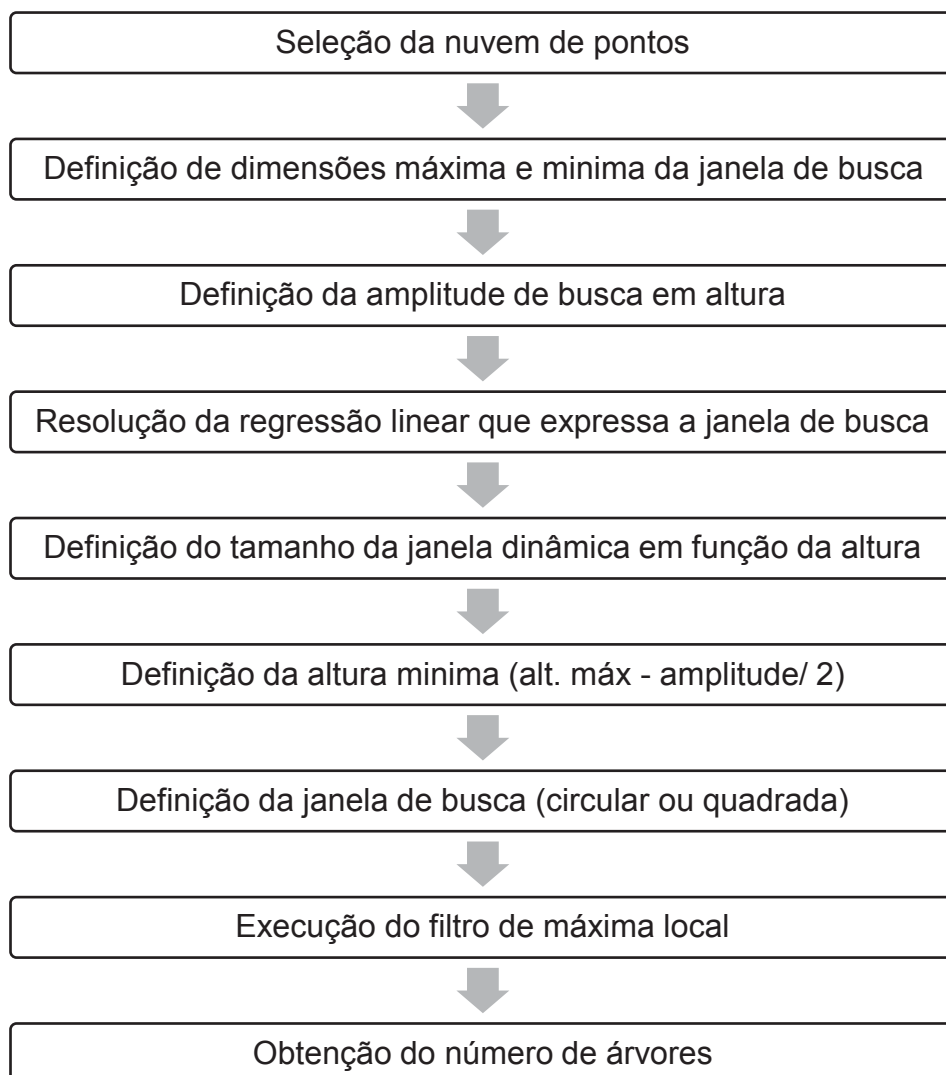 Seleção da nuvem de pontos
Definição de dimensões máxima e minima da janela de busca
Definição da amplitude de busca em altura
Resolução da regressão linear que expressa a janela de busca
Definição do tamanho da janela dinâmica em função da altura
Definição da altura minima (alt. máx - amplitude/ 2)
Definição da janela de busca (circular ou quadrada)
Execução do filtro de máxima local
Obtenção do número de árvores